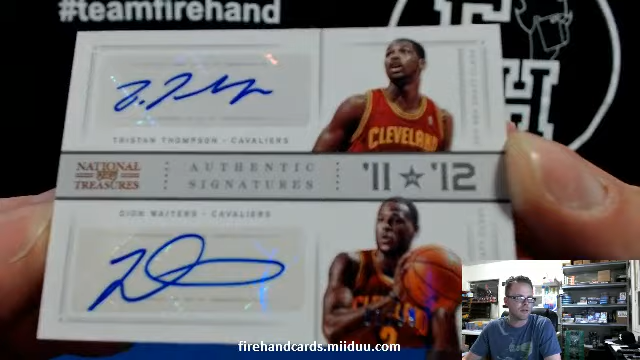 #teamfirehand
TRISTAN THOMPSON - CAVALIERS
CLEVELAND
NATIONAL
TREASURES
AUTHENTIC
SIGNATURES
'11 ★ '12
DION WAITERS - CAVALIERS
firehandcards.miiduu.com